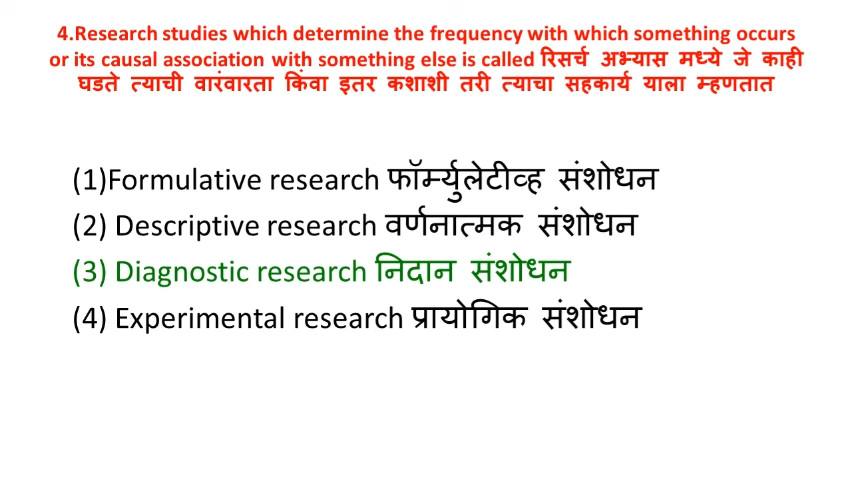 4.Research studies which determine the frequency with which something occurs
or its causal association with something else is called रिसर्च अभ्यास मध्ये जे काही
घडते त्याची वारंवारता किंवा इतर कशाशी तरी त्याचा सहकार्य याला म्हणतात
(1)Formulative research फॉर्म्युलेटीव्ह संशोधन
(2) Descriptive research वर्णनात्मक संशोधन
(3) Diagnostic research निदान संशोधन
(4) Experimental research प्रायोगिक संशोधन